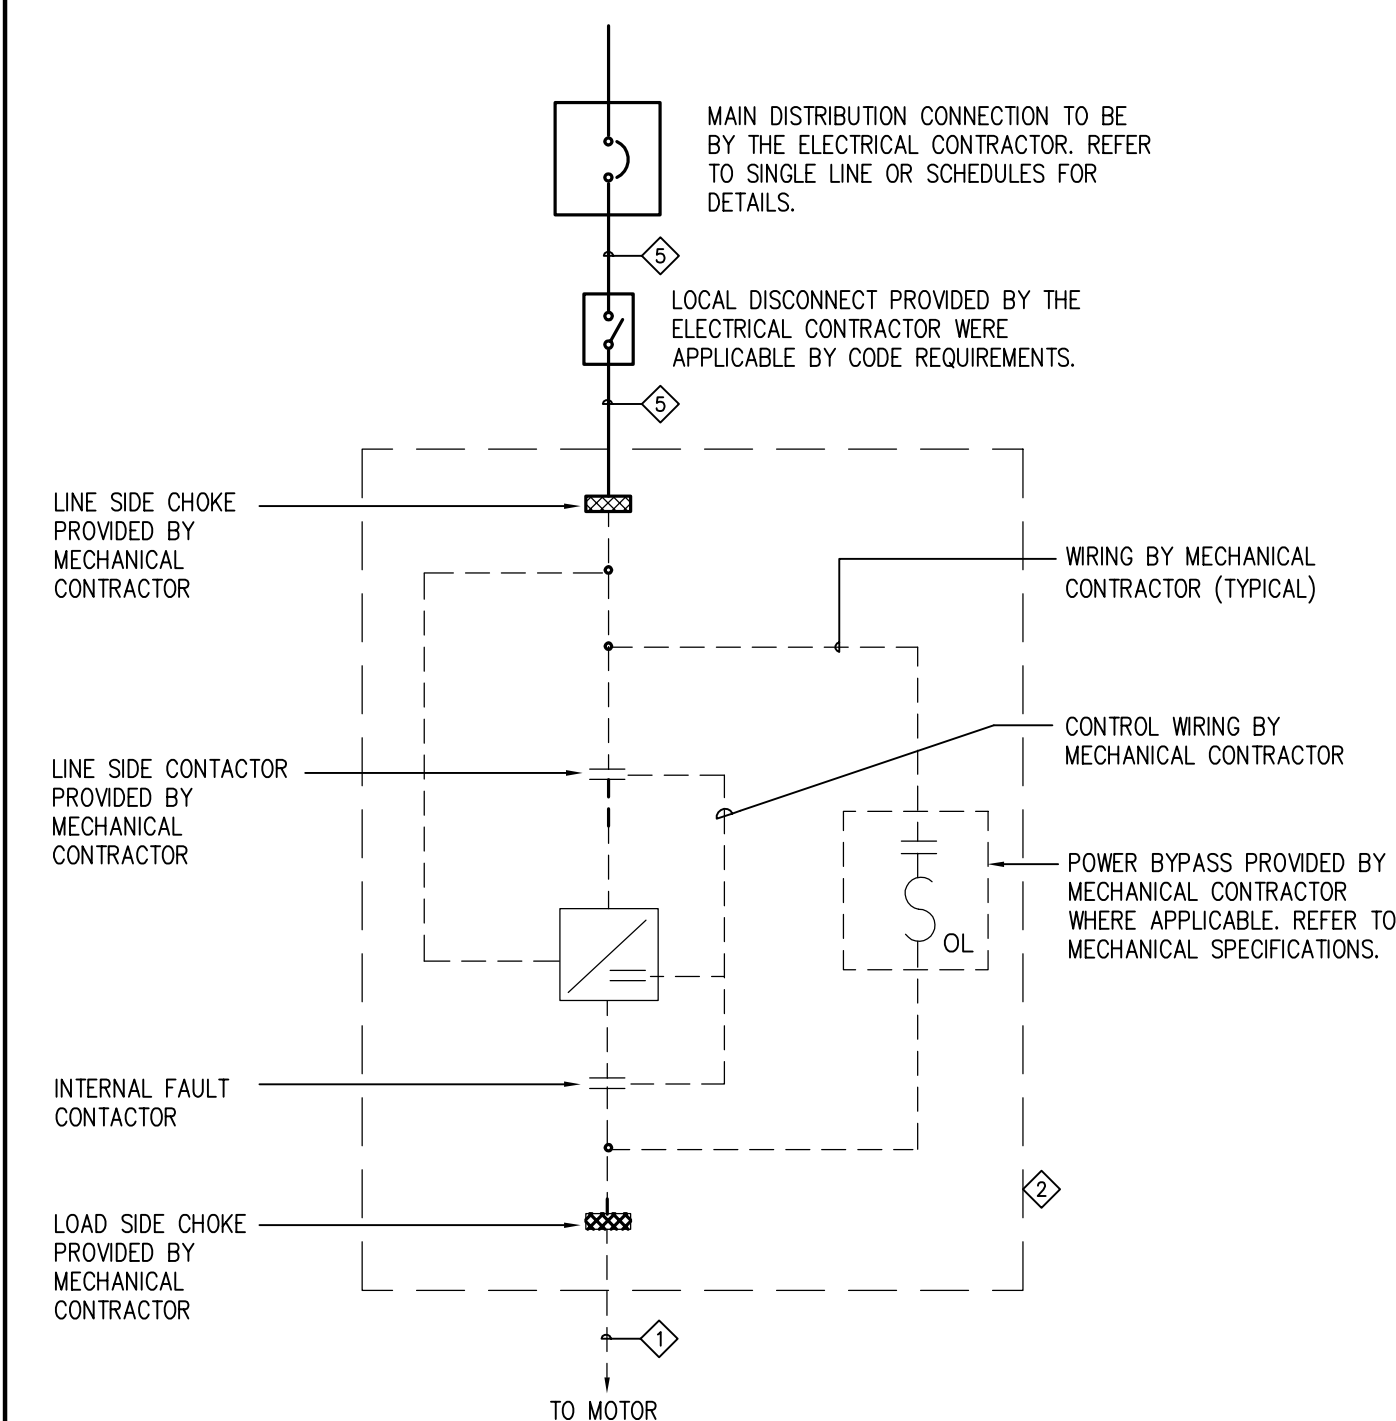 MAIN DISTRIBUTION CONNECTION TO BE
BY THE ELECTRICAL CONTRACTOR. REFER
TO SINGLE LINE OR SCHEDULES FOR
DETAILS.
5
LOCAL DISCONNECT PROVIDED BY THE
ELECTRICAL CONTRACTOR WERE
APPLICABLE BY CODE REQUIREMENTS.
5
LINE SIDE CHOKE
PROVIDED BY
MECHANICAL
CONTRACTOR
WIRING BY MECHANICAL
CONTRACTOR (TYPICAL)
CONTROL WIRING BY
MECHANICAL CONTRACTOR
LINE SIDE CONTACTOR
PROVIDED BY
MECHANICAL
CONTRACTOR
POWER BYPASS PROVIDED BY
MECHANICAL CONTRACTOR
WHERE APPLICABLE. REFER TO
MECHANICAL SPECIFICATIONS.
OL
INTERNAL FAULT
CONTACTOR
2
LOAD SIDE CHOKE
PROVIDED BY
MECHANICAL
CONTRACTOR
1
TO MOTOR